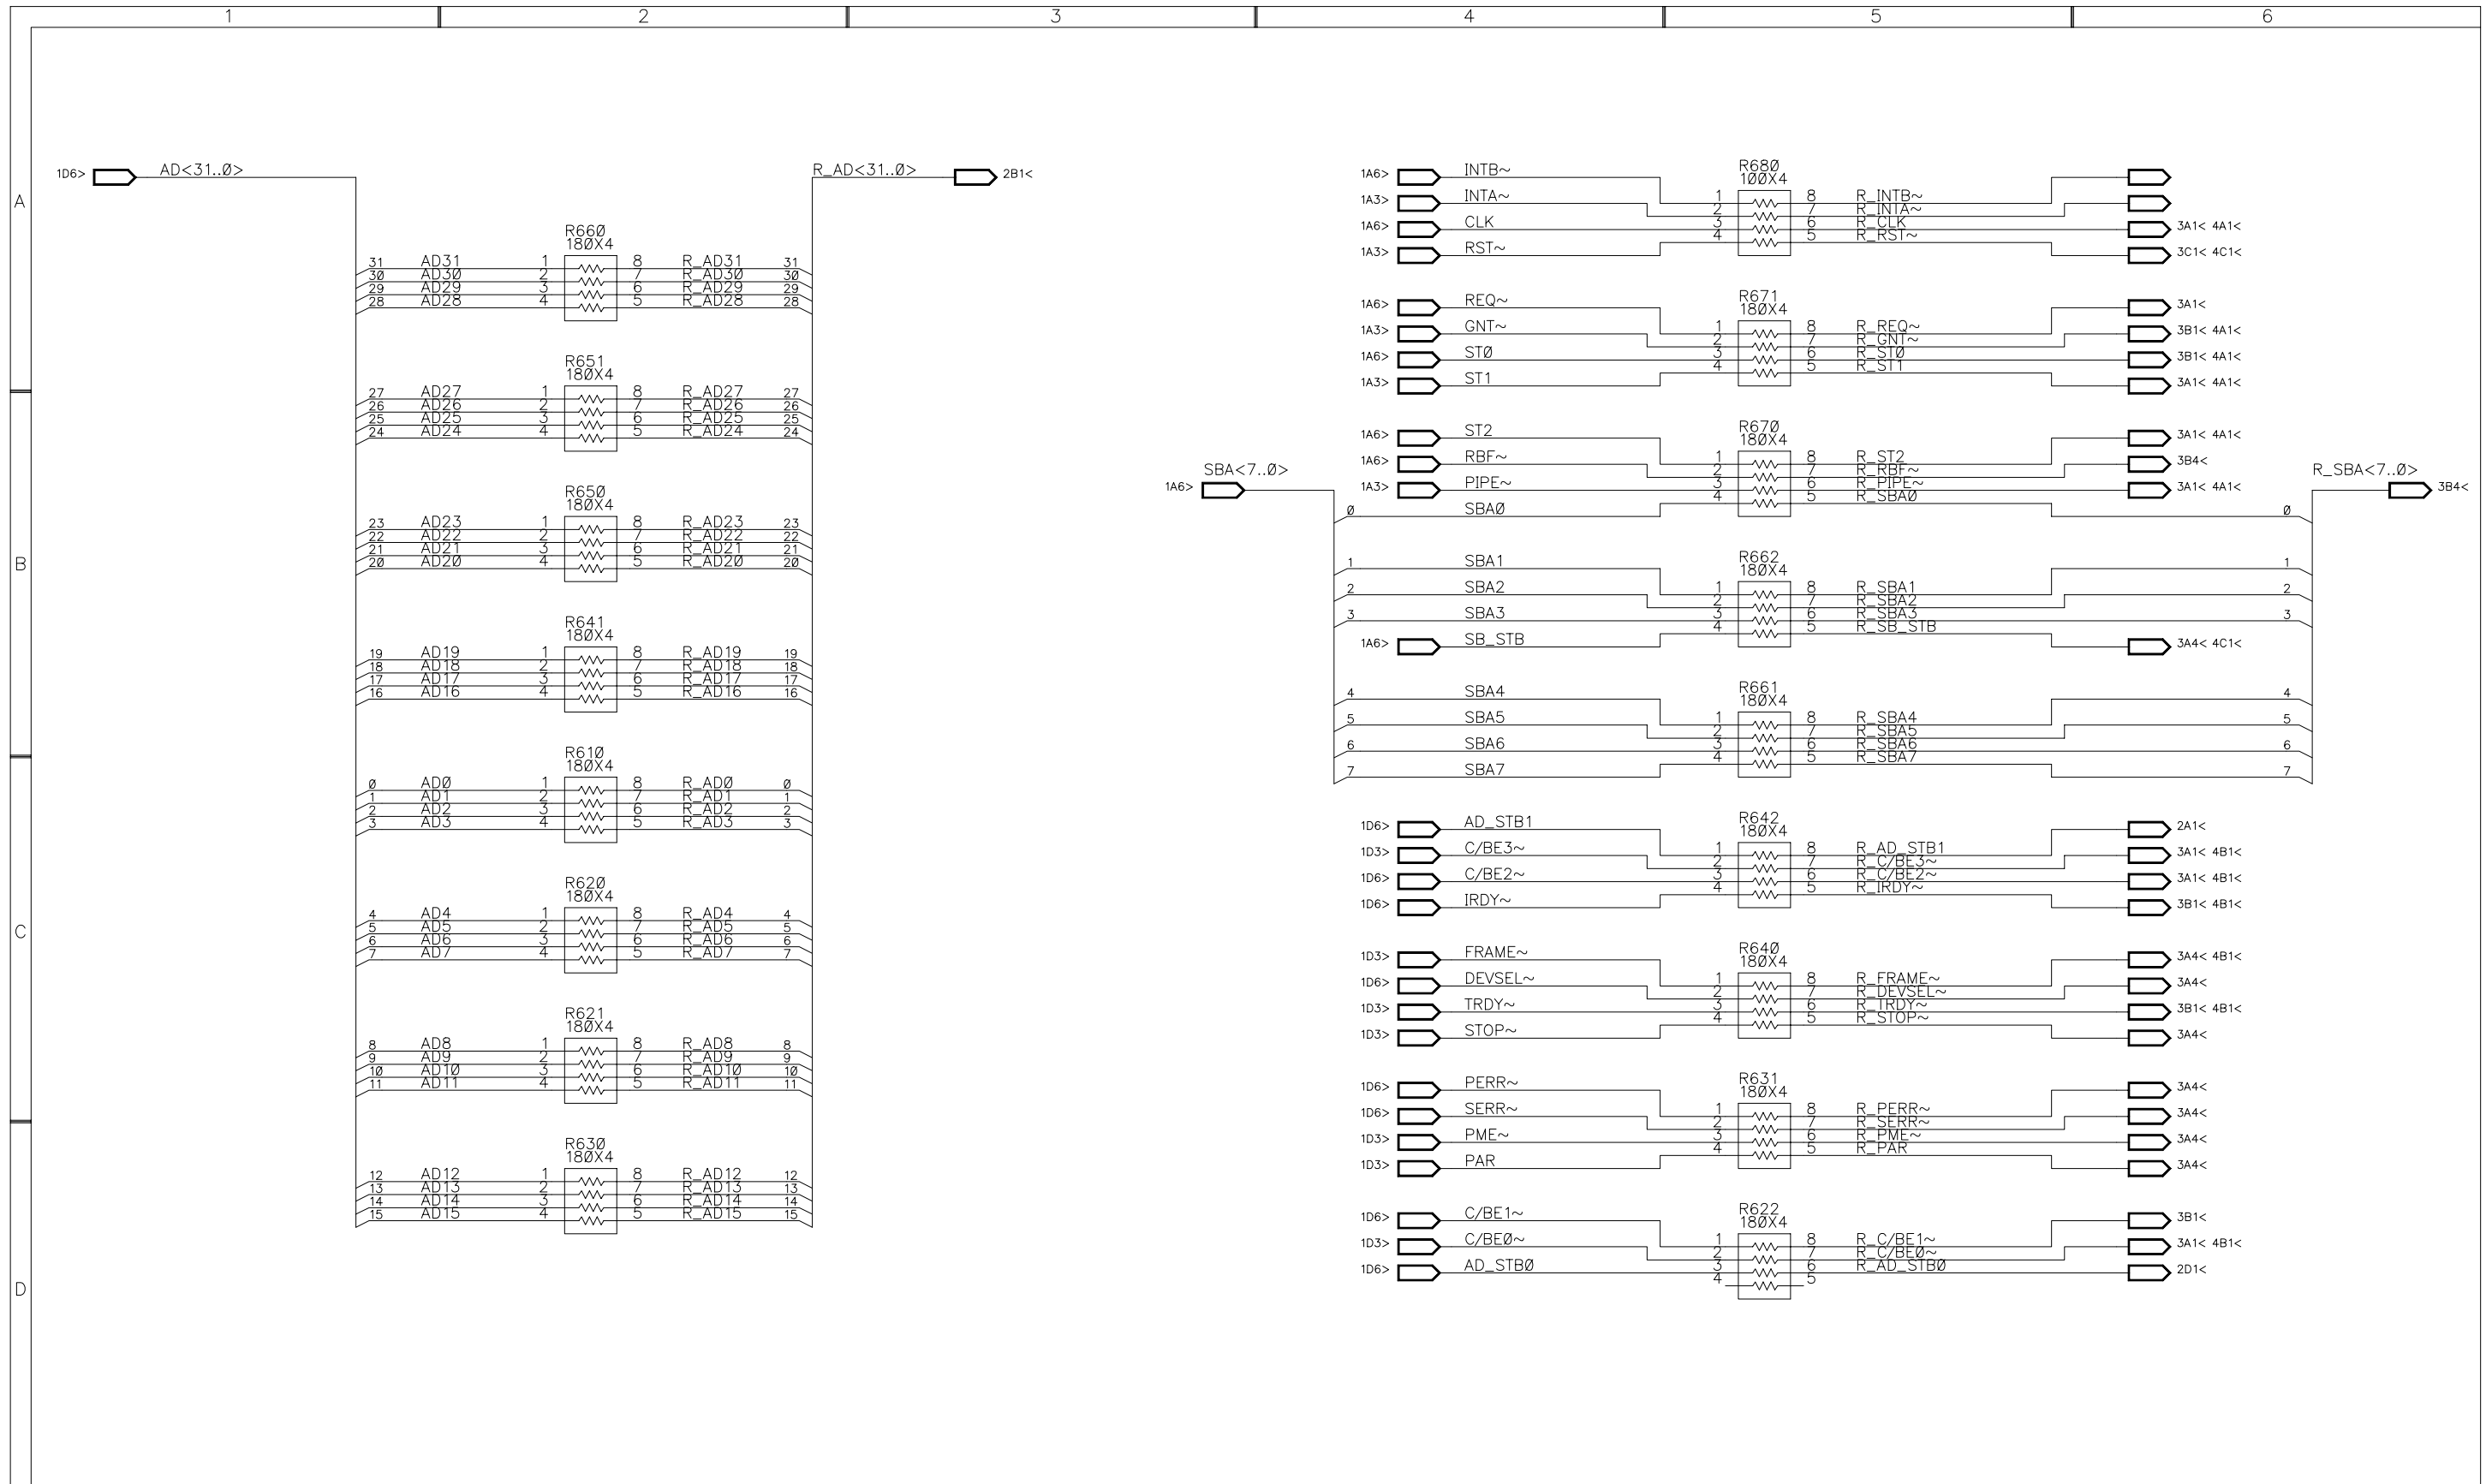 1 2 3 4 5 6
A
B
C
D
1D6> AD<31..Ø>
R_AD<31..Ø> 2B1<
R66Ø
18ØX4
31 AD31 1 8 R_AD31 31
3Ø AD3Ø 2 7 R_AD3Ø 3Ø
29 AD29 3 6 R_AD29 29
28 AD28 4 5 R_AD28 28
R651
18ØX4
27 AD27 1 8 R_AD27 27
26 AD26 2 7 R_AD26 26
25 AD25 3 6 R_AD25 25
24 AD24 4 5 R_AD24 24
R65Ø
18ØX4
23 AD23 1 8 R_AD23 23
22 AD22 2 7 R_AD22 22
21 AD21 3 6 R_AD21 21
2Ø AD2Ø 4 5 R_AD2Ø 2Ø
R641
18ØX4
19 AD19 1 8 R_AD19 19
18 AD18 2 7 R_AD18 18
17 AD17 3 6 R_AD17 17
16 AD16 4 5 R_AD16 16
R61Ø
18ØX4
Ø ADØ 1 8 R_ADØ Ø
1 AD1 2 7 R_AD1 1
2 AD2 3 6 R_AD2 2
3 AD3 4 5 R_AD3 3
R62Ø
18ØX4
4 AD4 1 8 R_AD4 4
5 AD5 2 7 R_AD5 5
6 AD6 3 6 R_AD6 6
7 AD7 4 5 R_AD7 7
R621
18ØX4
8 AD8 1 8 R_AD8 8
9 AD9 2 7 R_AD9 9
1Ø AD1Ø 3 6 R_AD1Ø 1Ø
11 AD11 4 5 R_AD11 11
R63Ø
18ØX4
12 AD12 1 8 R_AD12 12
13 AD13 2 7 R_AD13 13
14 AD14 3 6 R_AD14 14
15 AD15 4 5 R_AD15 15
R68Ø
1ØØX4
1A6> INTB~ 1 8 R_INTB~
1A3> INTA~ 2 7 R_INTA~
1A6> CLK 3 6 R_CLK 3A1< 4A1<
1A3> RST~ 4 5 R_RST~ 3C1< 4C1<
R671
18ØX4
1A6> REQ~ 1 8 R_REQ~ 3A1<
1A3> GNT~ 2 7 R_GNT~ 3B1< 4A1<
1A6> STØ 3 6 R_STØ 3B1< 4A1<
1A3> ST1 4 5 R_ST1 3A1< 4A1<
R67Ø
18ØX4
1A6> ST2 1 8 R_ST2 3A1< 4A1<
1A6> RBF~ 2 7 R_RBF~ 3B4<
1A3> PIPE~ 3 6 R_PIPE~ 3A1< 4A1<
SBA<7..Ø>
1A6>
R_SBA<7..Ø>
3B4<
Ø SBAØ 4 5 R_SBAØ Ø
R662
18ØX4
1 SBA1 1 8 R_SBA1 1
2 SBA2 2 7 R_SBA2 2
3 SBA3 3 6 R_SBA3 3
1A6> SB_STB 4 5 R_SB_STB 3A4< 4C1<
R661
18ØX4
4 SBA4 1 8 R_SBA4 4
5 SBA5 2 7 R_SBA5 5
6 SBA6 3 6 R_SBA6 6
7 SBA7 4 5 R_SBA7 7
R642
18ØX4
1D6> AD_STB1 1 8 R_AD_STB1 2A1<
1D3> C/BE3~ 2 7 R_C/BE3~ 3A1< 4B1<
1D6> C/BE2~ 3 6 R_C/BE2~ 3A1< 4B1<
1D6> IRDY~ 4 5 R_IRDY~ 3B1< 4B1<
R64Ø
18ØX4
1D3> FRAME~ 1 8 R_FRAME~ 3A4< 4B1<
1D6> DEVSEL~ 2 7 R_DEVSEL~ 3A4<
1D3> TRDY~ 3 6 R_TRDY~ 3B1< 4B1<
1D3> STOP~ 4 5 R_STOP~ 3A4<
R631
18ØX4
1D6> PERR~ 1 8 R_PERR~ 3A4<
1D6> SERR~ 2 7 R_SERR~ 3A4<
1D3> PME~ 3 6 R_PME~ 3A4<
1D3> PAR 4 5 R_PAR 3A4<
R622
18ØX4
1D6> C/BE1~ 1 8 R_C/BE1~ 3B1<
1D3> C/BEØ~ 2 7 R_C/BEØ~ 3A1< 4B1<
1D6> AD_STBØ 3 6 R_AD_STBØ 2D1<
4 5